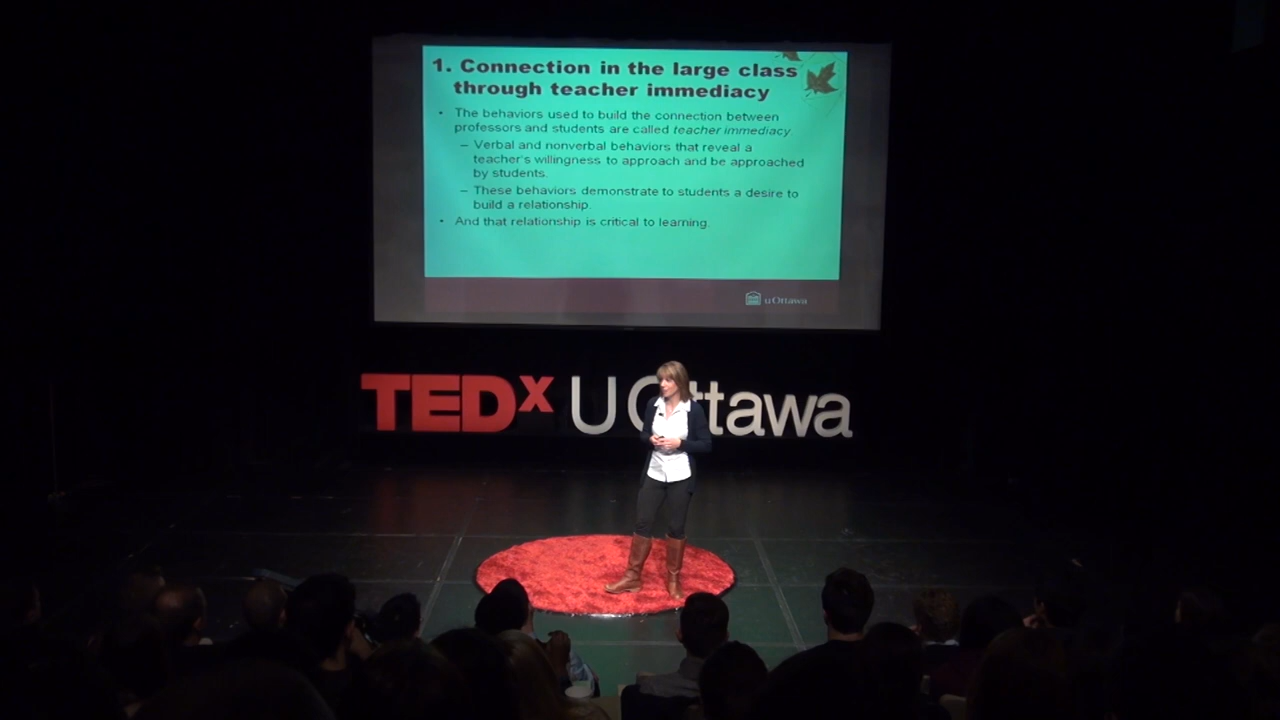 1. Connection in the large class
through teacher immediacy
• The behaviors used to build the connection between
professors and students are called teacher immediacy
– Verbal and nonverbal behaviors that reveal a
teacher's willingness to approach and be approached
by students.
– These behaviors demonstrate to students a desire to
build a relationship.
• And that relationship is critical to learning.
uOttawa
TEDx UOttawa